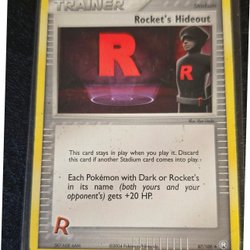 TRAINER
Stadium
Rocket's Hideout
R
R
This card stays in play when you play it. Discard
this card if another Stadium card comes into play.
Each Pokémon with Dark or Rocket's
in its name (both yours and your
opponent's) gets +20 HP.
R
87/109